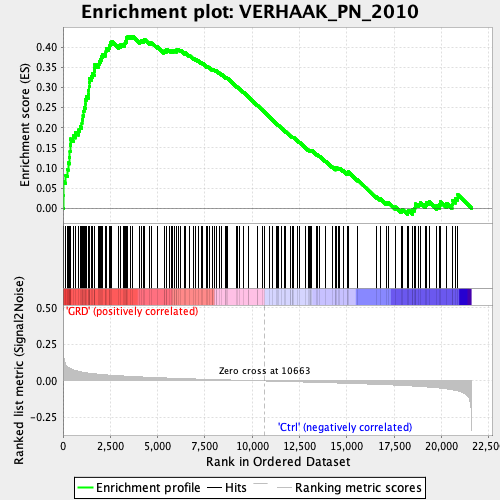 Enrichment plot: VERHAAK_PN_2010
Enrichment score (ES)
0.40
0.35
0.30
0.25
0.20
0.15
0.10
0.05
0.00
'GRD' (positively correlated)
Ranked list metric (Signal2Noise)
0.50
0.25
0.00
-0.25
Zero cross at 10663
'Ctrl' (negatively correlated)
0 2,500 5,000 7,500 10,000 12,500 15,000 17,500 20,000 22,500
Rank in Ordered Dataset
Enrichment profile Hits Ranking metric scores